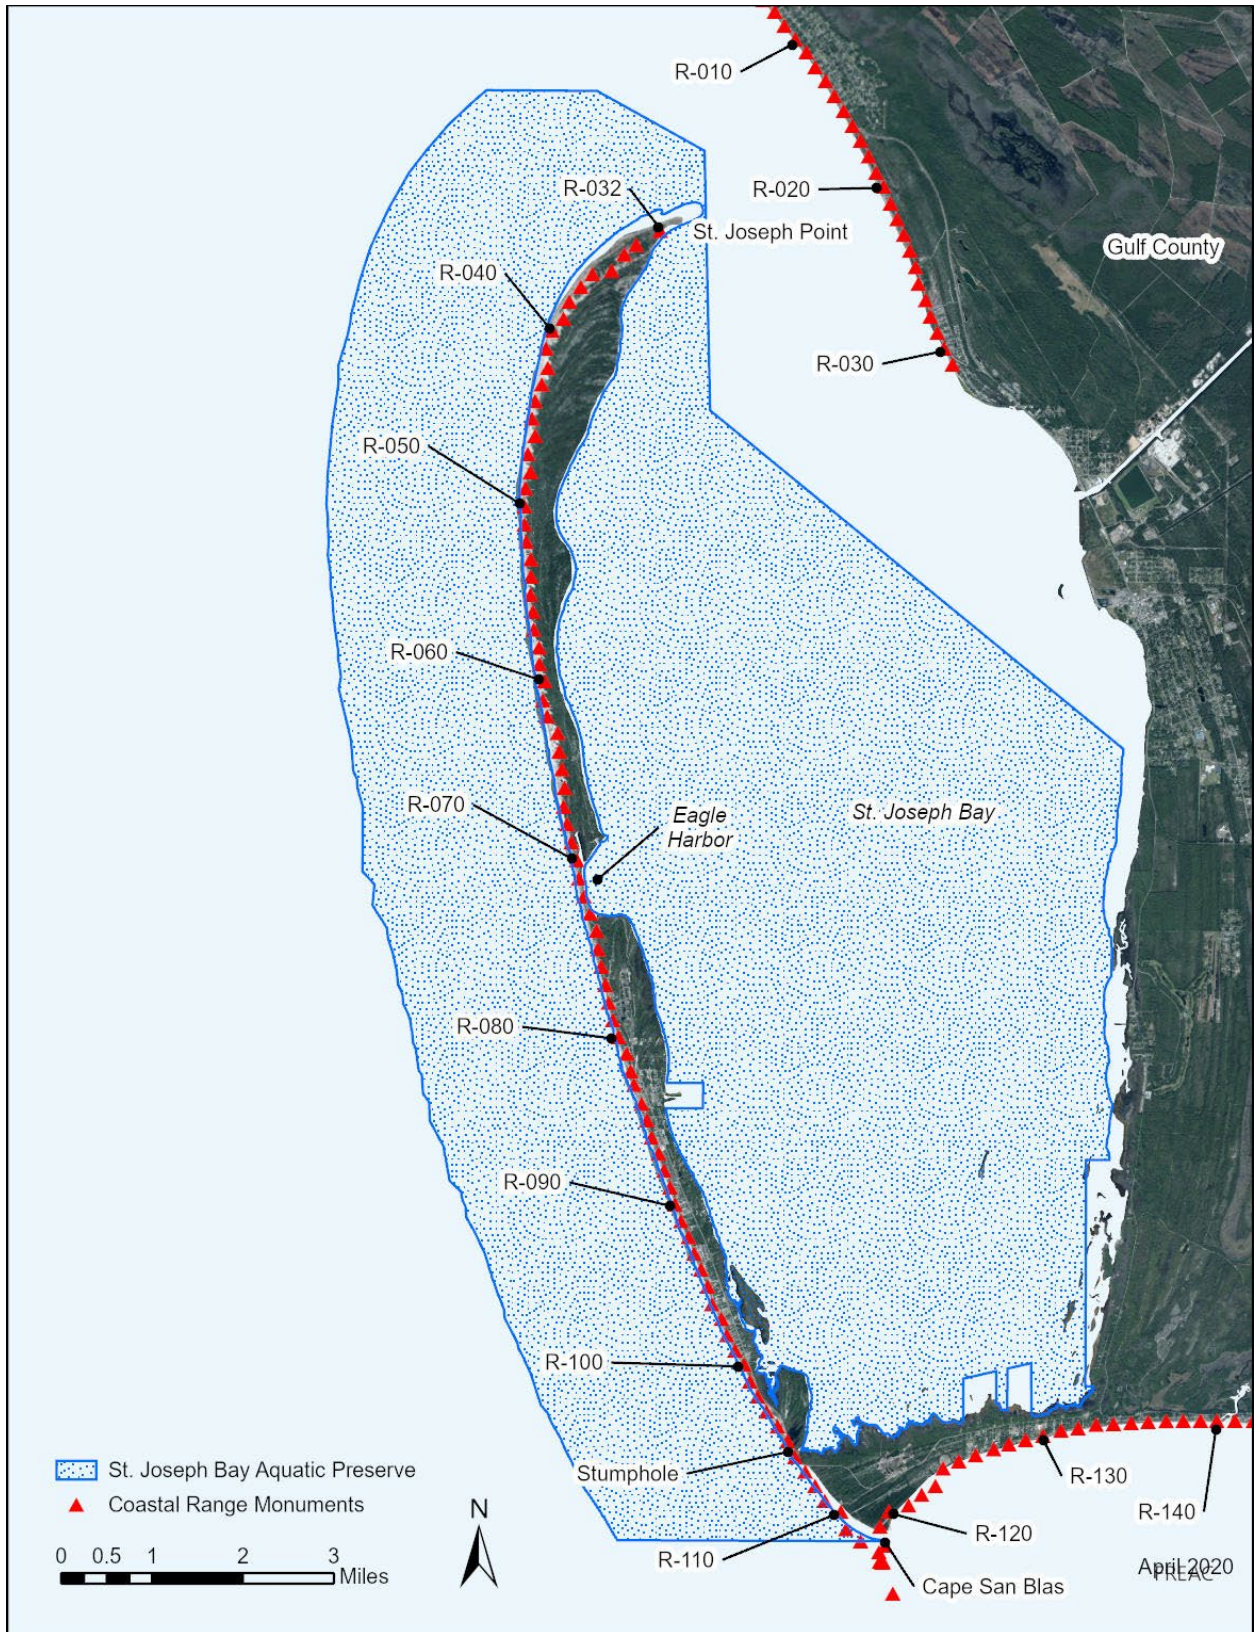 R-010
R-032
R-020
St. Joseph Point
Gulf County
R-040
R-030
R-050
R-060
R-070
Eagle
Harbor
St. Joseph Bay
R-080
R-090
R-100
St. Joseph Bay Aquatic Preserve
Stumphole
R-130
Coastal Range Monuments
N
R-140
R-120
0 0.5 1 2 3
Miles
R-110
April 2020
Cape San Blas